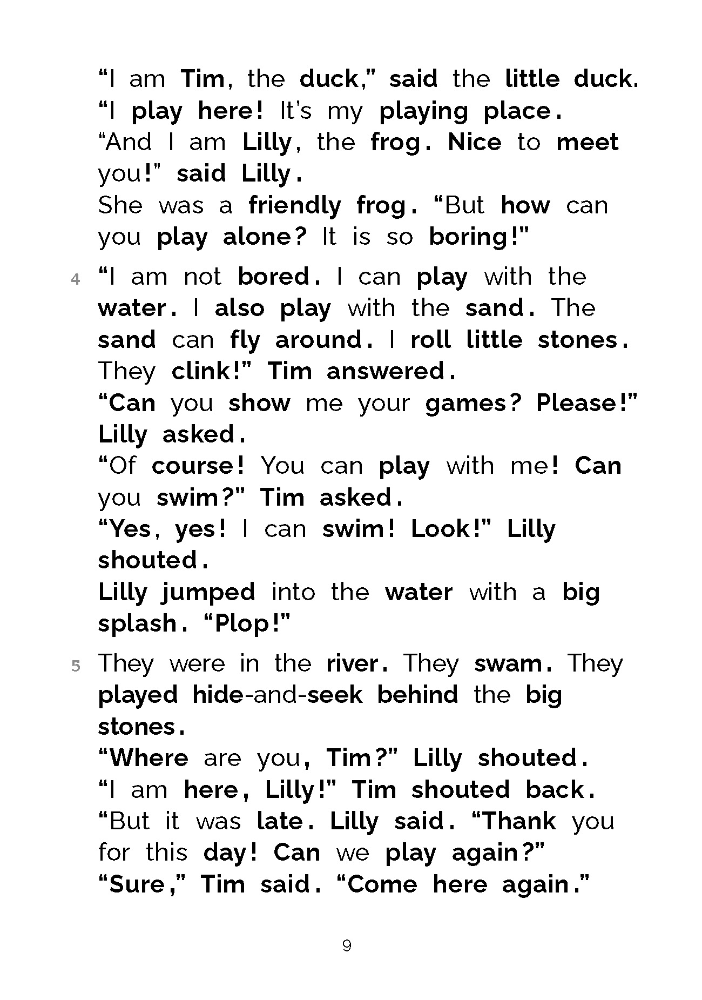 “I am Tim, the duck,” said the little duck.
“I play here! It’s my playing place.
“And I am Lilly, the frog. Nice to meet
you!” said Lilly.
She was a friendly frog. “But how can
you play alone? It is so boring!”
4 “I am not bored. I can play with the
water. I also play with the sand. The
sand can fly around. I roll little stones.
They clink!” Tim answered.
“Can you show me your games? Please!”
Lilly asked.
“Of course! You can play with me! Can
you swim?” Tim asked.
“Yes, yes! I can swim! Look!” Lilly
shouted.
Lilly jumped into the water with a big
splash. “Plop!”
5 They were in the river. They swam. They
played hide-and-seek behind the big
stones.
“Where are you, Tim?” Lilly shouted.
“I am here, Lilly!” Tim shouted back.
“But it was late. Lilly said. “Thank you
for this day! Can we play again?”
“Sure,” Tim said. “Come here again.”
9